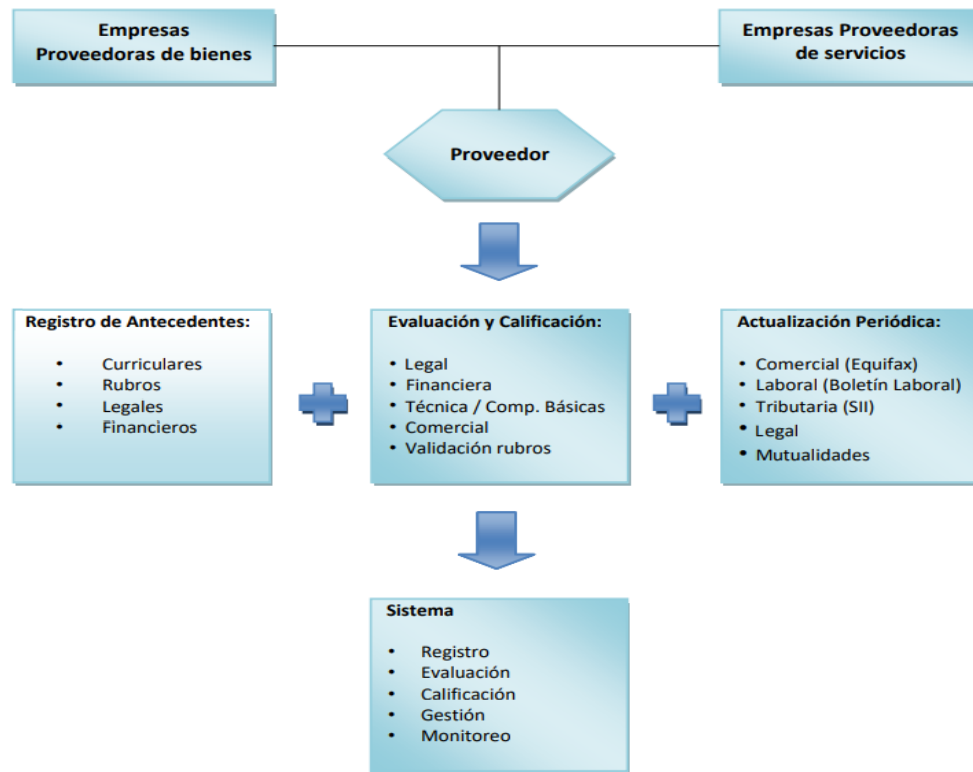 Empresas
Proveedoras de bienes
Empresas Proveedoras
de servicios
Proveedor
Registro de Antecedentes:
• Curriculares
• Rubros
• Legales
• Financieros
Evaluación y Calificación:
• Legal
• Financiera
• Técnica / Comp. Básicas
• Comercial
• Validación rubros
Actualización Periódica:
• Comercial (Equifax)
• Laboral (Boletín Laboral)
• Tributaria (SII)
• Legal
• Mutualidades
Sistema
• Registro
• Evaluación
• Calificación
• Gestión
• Monitoreo